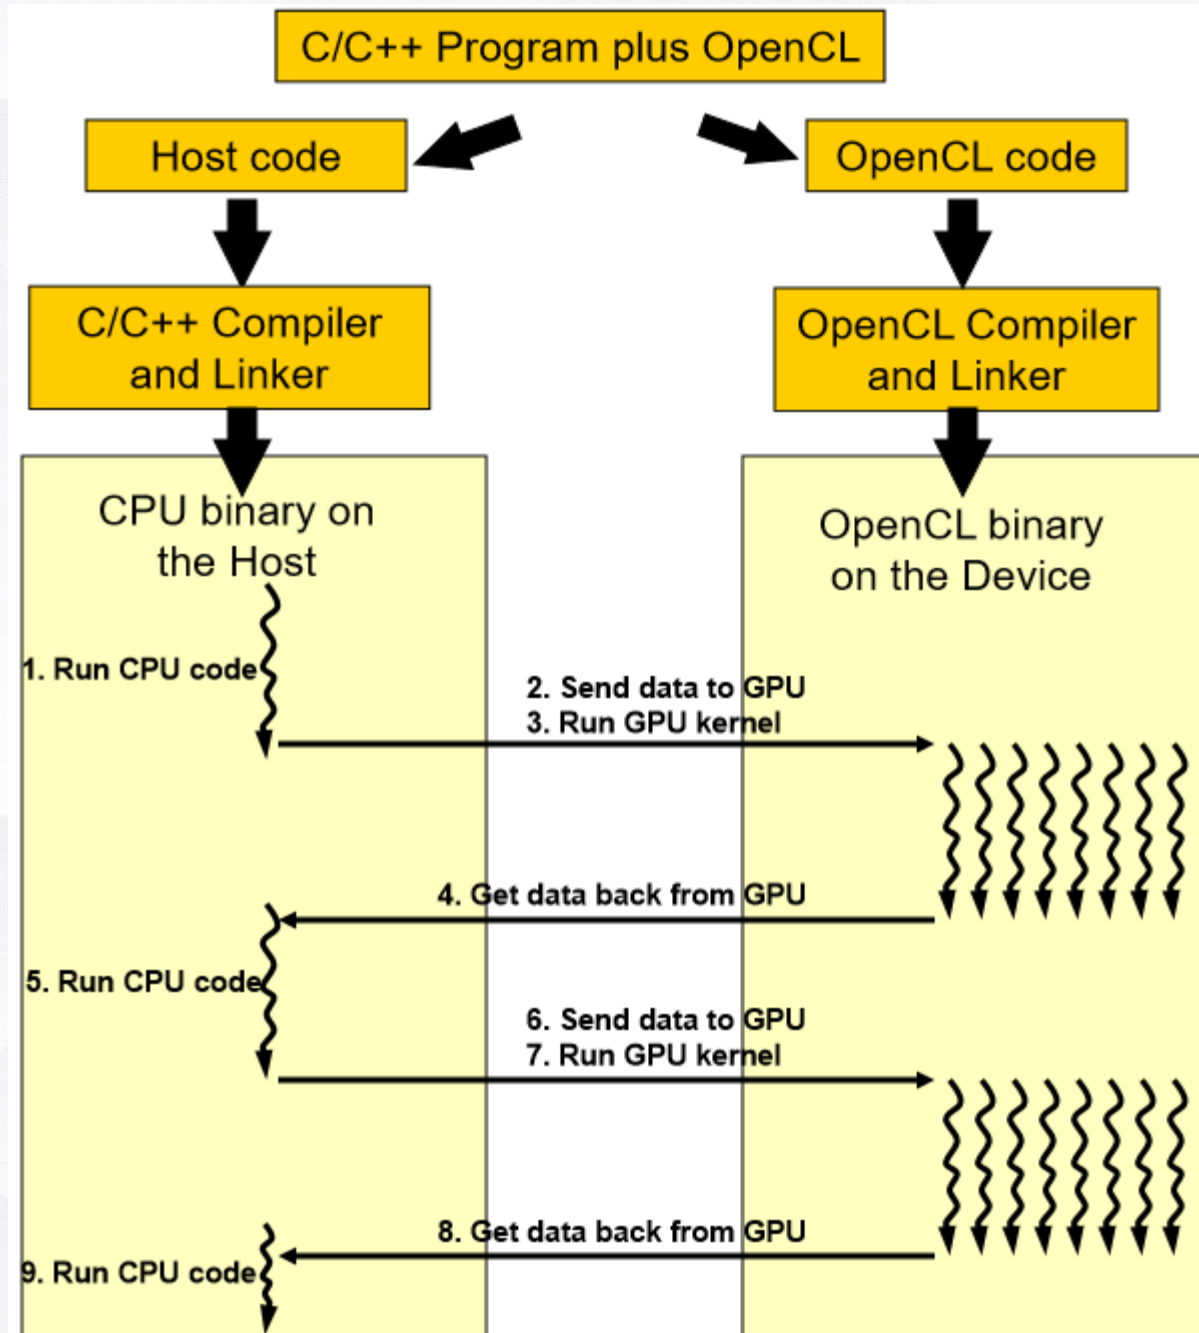 C/C++ Program plus OpenCL
Host code
OpenCL code
C/C++ Compiler
and Linker
OpenCL Compiler
and Linker
CPU binary on
the Host
OpenCL binary
on the Device
1. Run CPU code
2. Send data to GPU
3. Run GPU kernel
4. Get data back from GPU
5. Run CPU code
6. Send data to GPU
7. Run GPU kernel
8. Get data back from GPU
9. Run CPU code